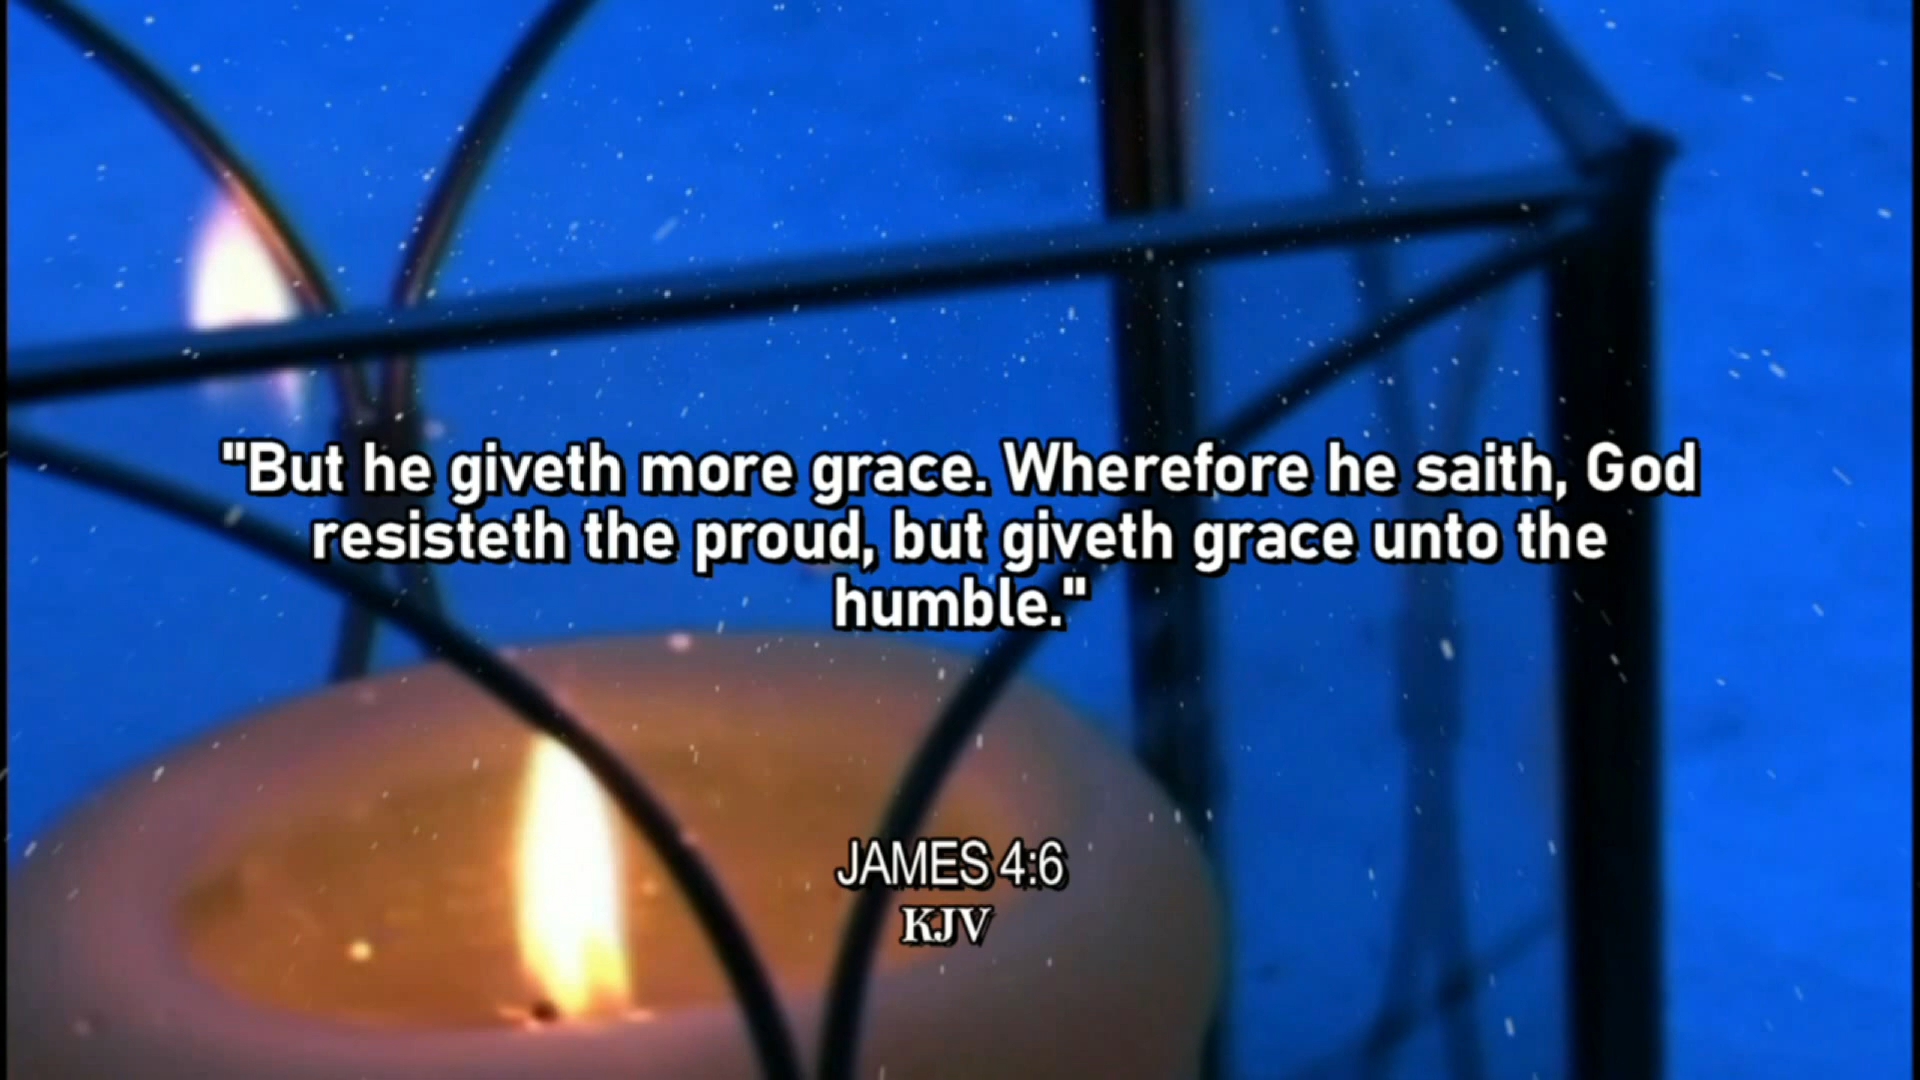 "But he giveth more grace. Wherefore he saith, God
resisteth the proud, but giveth grace unto the
humble."
JAMES 4:6
KJV